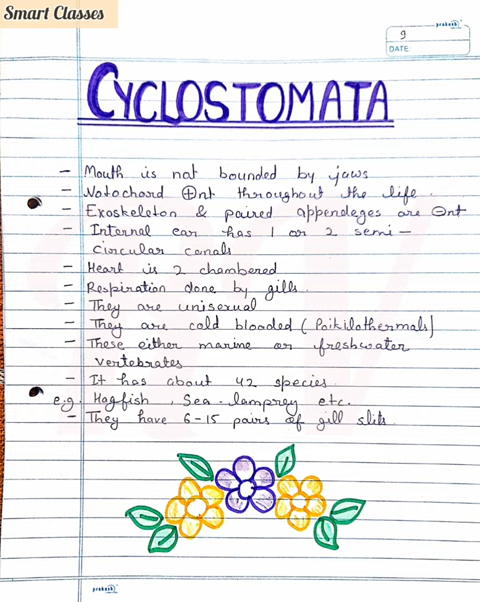 Smart Classes
prakash
9
DATE
CYCLOSTOMATA
- Mouth is not bounded by jaws
- Notochord ⊕nt throughout the life.
- Exoskeleton & paired appendages are ⊖nt
- Internal ear has 1 or 2 semi-
circular canals
- Heart is 2 chambered
- Respiration done by gills.
- They are unisexual
- They are cold blooded (Poikilothermals)
- These either marine or freshwater
vertebrates
- It has about 42 species
e.g. Hagfish, Sea-lamprey etc.
- They have 6-15 pairs of gill slits.
prakash